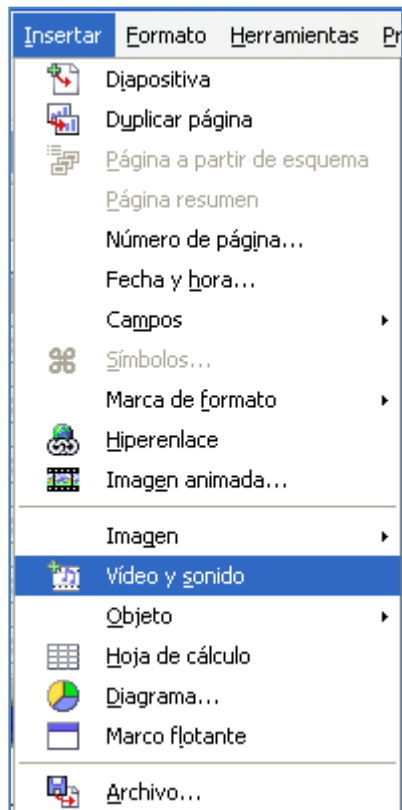 Insertar Formato Herramientas Pr
Diapositiva
Duplicar página
Página a partir de esquema
Página resumen
Número de página...
Fecha y hora...
Campos
Símbolos...
Marca de formato
Hiperenlace
Imagen animada...
Imagen
Vídeo y sonido
Objeto
Hoja de cálculo
Diagrama...
Marco flotante
Archivo...